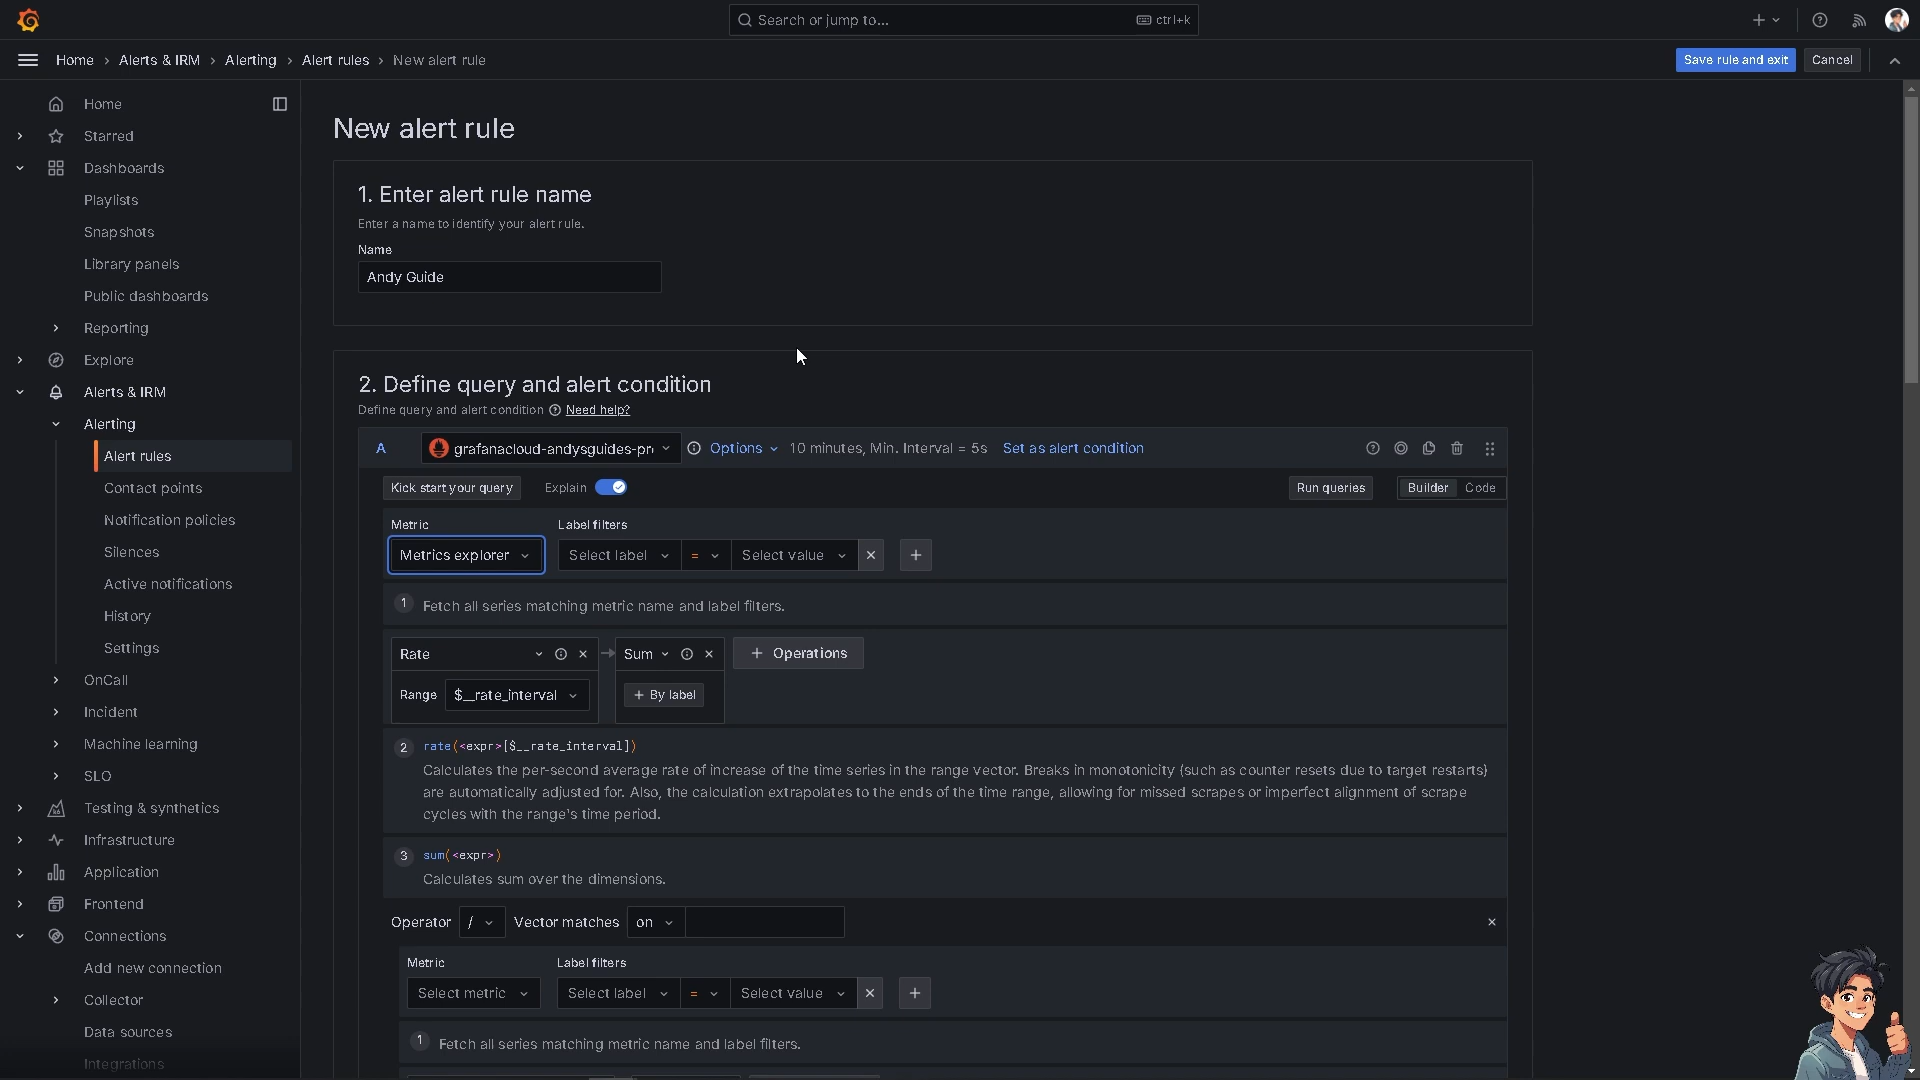 Search or jump to...
ctrl+k
Home › Alerts & IRM › Alerting › Alert rules › New alert rule
Save rule and exit
Cancel
Home
Starred
Dashboards
Playlists
Snapshots
Library panels
Public dashboards
Reporting
Explore
Alerts & IRM
Alerting
Alert rules
Contact points
Notification policies
Silences
Active notifications
History
Settings
OnCall
Incident
Machine learning
SLO
Testing & synthetics
Infrastructure
Application
Frontend
Connections
Add new connection
Collector
Data sources
Integrations
New alert rule
1. Enter alert rule name
Enter a name to identify your alert rule.
Name
Andy Guide
2. Define query and alert condition
Define query and alert condition Need help?
A grafanacloud-andysguides-pr Options 10 minutes, Min. Interval = 5s Set as alert condition
Kick start your query Explain Run queries Builder Code
Metric Label filters
Metrics explorer Select label = Select value
1 Fetch all series matching metric name and label filters.
Rate Sum + Operations
Range $__rate_interval + By label
2 rate(<expr>[$__rate_interval])
Calculates the per-second average rate of increase of the time series in the range vector. Breaks in monotonicity (such as counter resets due to target restarts)
are automatically adjusted for. Also, the calculation extrapolates to the ends of the time range, allowing for missed scrapes or imperfect alignment of scrape
cycles with the range's time period.
3 sum(<expr>)
Calculates sum over the dimensions.
Operator / Vector matches on
Metric Label filters
Select metric Select label = Select value
1 Fetch all series matching metric name and label filters.